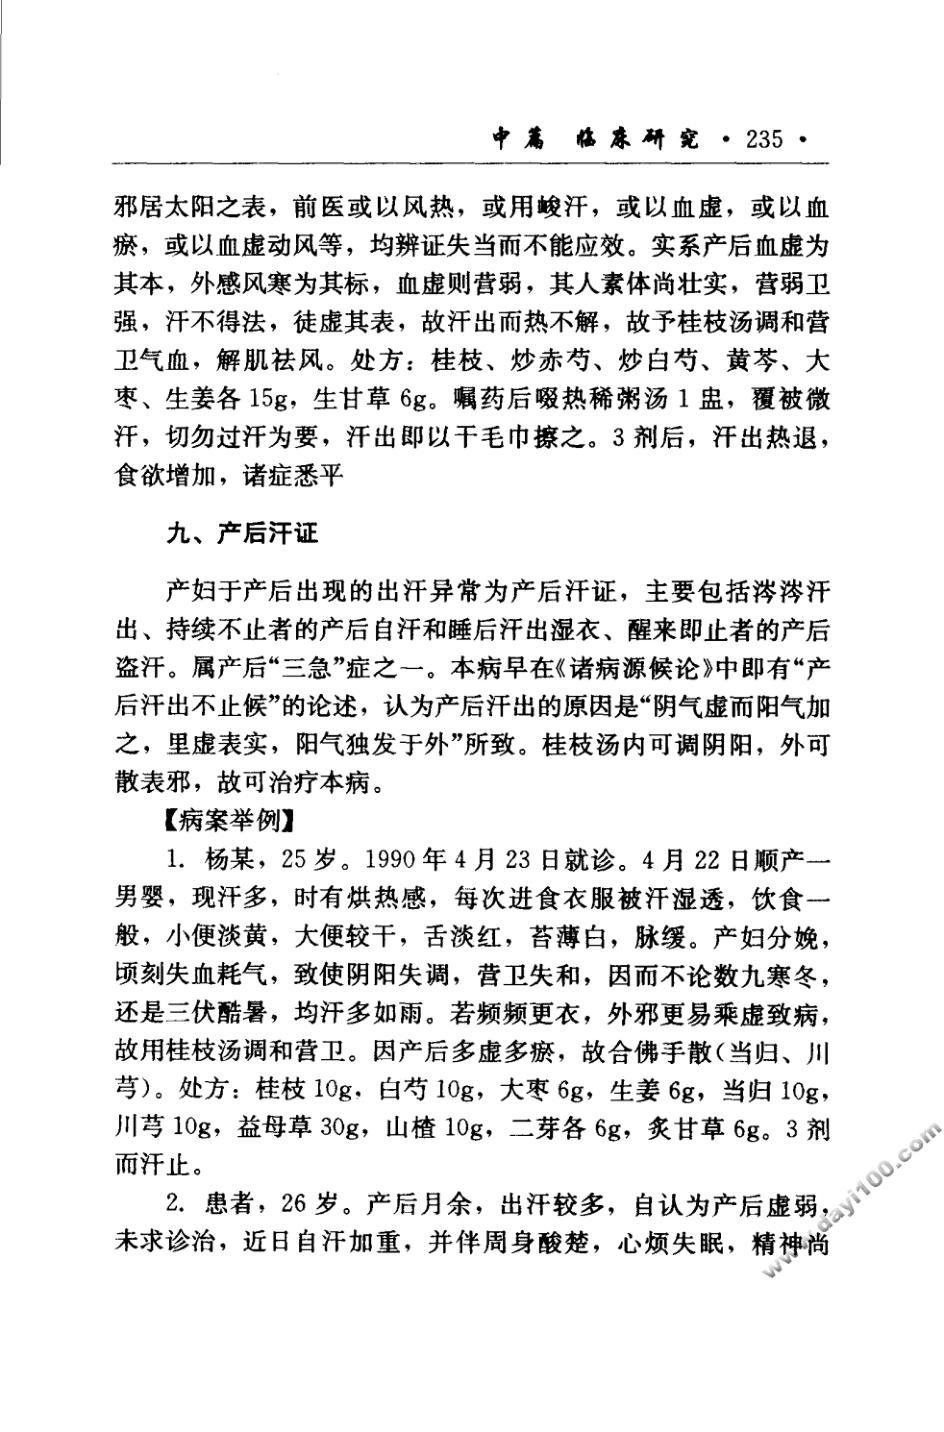 中篇 临床研究 · 235 ·
邪居太阳之表，前医或以风热，或用峻汗，或以血虚，或以血
瘀，或以血虚动风等，均辨证失当而不能应效。实系产后血虚为
其本，外感风寒为其标，血虚则营弱，其人素体尚壮实，营弱卫
强，汗不得法，徒虚其表，故汗出而热不解，故予桂枝汤调和营
卫气血，解肌祛风。处方：桂枝、炒赤芍、炒白芍、黄芩、大
枣、生姜各 15g，生甘草 6g。嘱药后啜热稀粥汤 1 盅，覆被微
汗，切勿过汗为要，汗出即以干毛巾擦之。3 剂后，汗出热退，
食欲增加，诸症悉平
九、产后汗证
产妇于产后出现的出汗异常为产后汗证，主要包括涔涔汗
出、持续不止者的产后自汗和睡后汗出湿衣、醒来即止者的产后
盗汗。属产后“三急”症之一。本病早在《诸病源候论》中即有“产
后汗出不止候”的论述，认为产后汗出的原因是“阴气虚而阳气加
之，里虚表实，阳气独发于外”所致。桂枝汤内可调阴阳，外可
散表邪，故可治疗本病。
【病案举例】
1. 杨某，25 岁。1990 年 4 月 23 日就诊。4 月 22 日顺产一
男婴，现汗多，时有烘热感，每次进食衣服被汗湿透，饮食一
般，小便淡黄，大便较干，舌淡红，苔薄白，脉缓。产妇分娩，
顷刻失血耗气，致使阴阳失调，营卫失和，因而不论数九寒冬，
还是三伏酷暑，均汗多如雨。若频频更衣，外邪更易乘虚致病，
故用桂枝汤调和营卫。因产后多虚多瘀，故合佛手散（当归、川
芎）。处方：桂枝 10g，白芍 10g，大枣 6g，生姜 6g，当归 10g，
川芎 10g，益母草 30g，山楂 10g，二芽各 6g，炙甘草 6g。3 剂
而汗止。
2. 患者，26 岁。产后月余，出汗较多，自认为产后虚弱，
未求诊治，近日自汗加重，并伴周身酸楚，心烦失眠，精神尚
www.dayi100.com